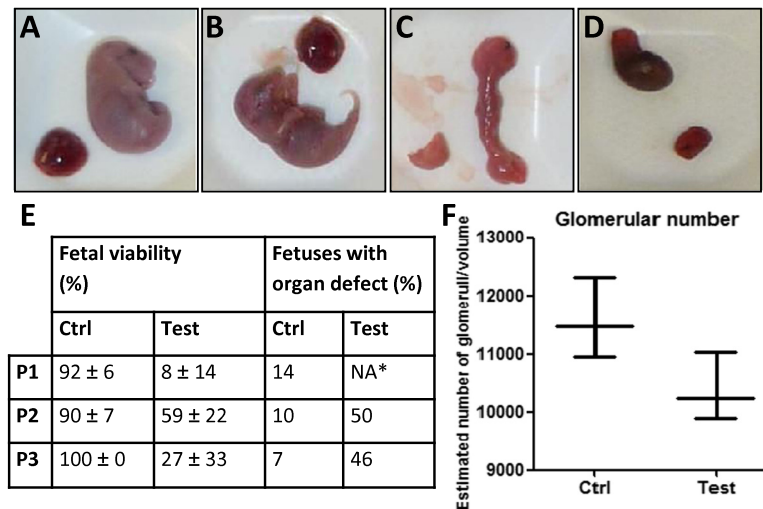 A B C D
E
Fetal viability (%) Fetuses with organ defect (%)
Ctrl Test Ctrl Test
P1 92 ± 6 8 ± 14 14 NA*
P2 90 ± 7 59 ± 22 10 50
P3 100 ± 0 27 ± 33 7 46
F
Glomerular number
Estimated number of glomeruli/volume
13000
12000
11000
10000
9000
Ctrl Test